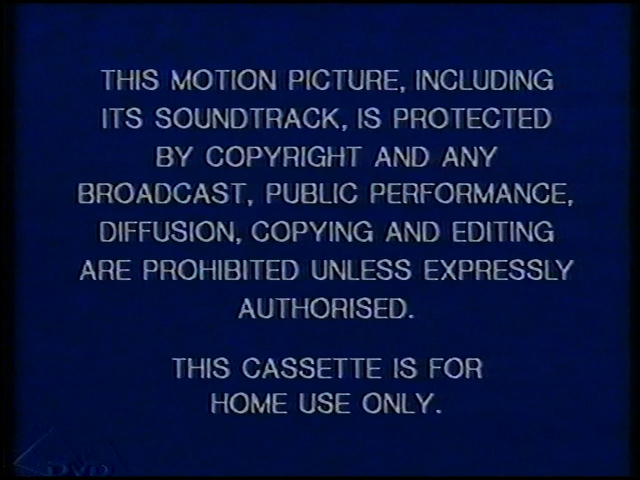 THIS MOTION PICTURE, INCLUDING
ITS SOUNDTRACK, IS PROTECTED
BY COPYRIGHT AND ANY
BROADCAST, PUBLIC PERFORMANCE,
DIFFUSION, COPYING AND EDITING
ARE PROHIBITED UNLESS EXPRESSLY
AUTHORISED.
THIS CASSETTE IS FOR
HOME USE ONLY.